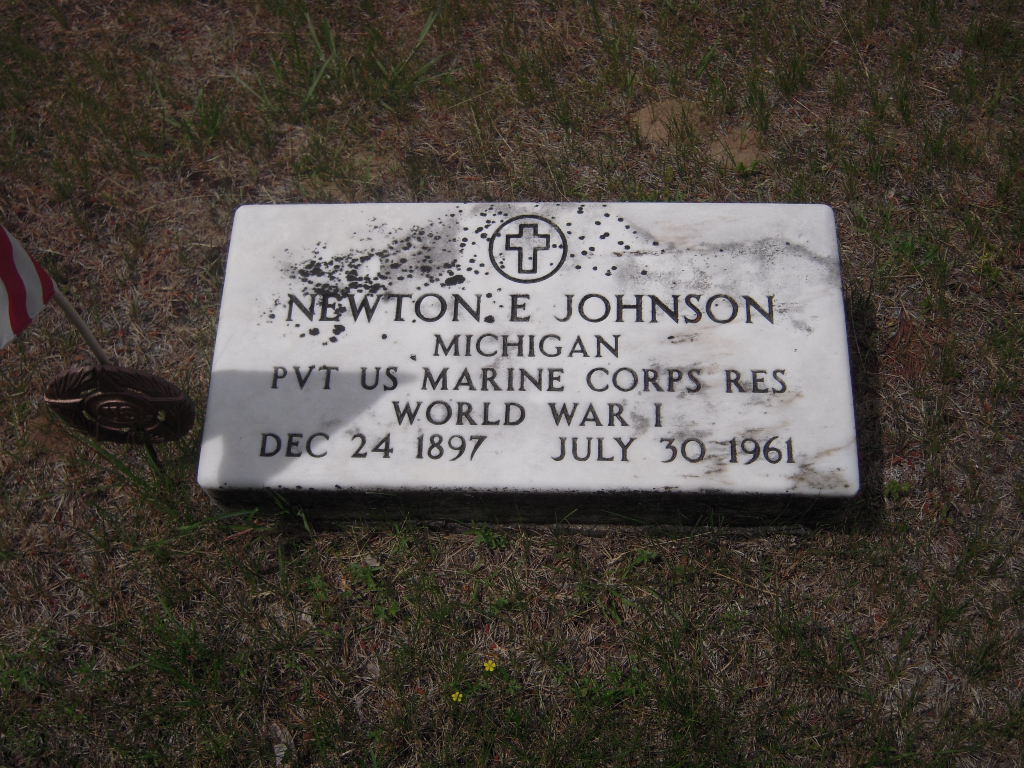 NEWTON E JOHNSON
MICHIGAN
PVT US MARINE CORPS RES
WORLD WAR I
DEC 24 1897 JULY 30 1961